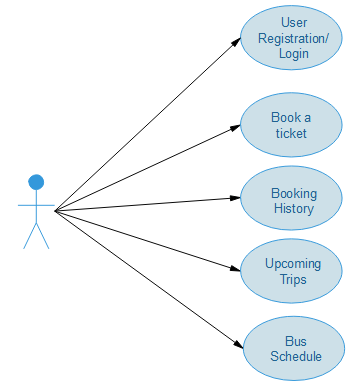 User
Registration/
Login
Book a
ticket
Booking
History
Upcoming
Trips
Bus
Schedule